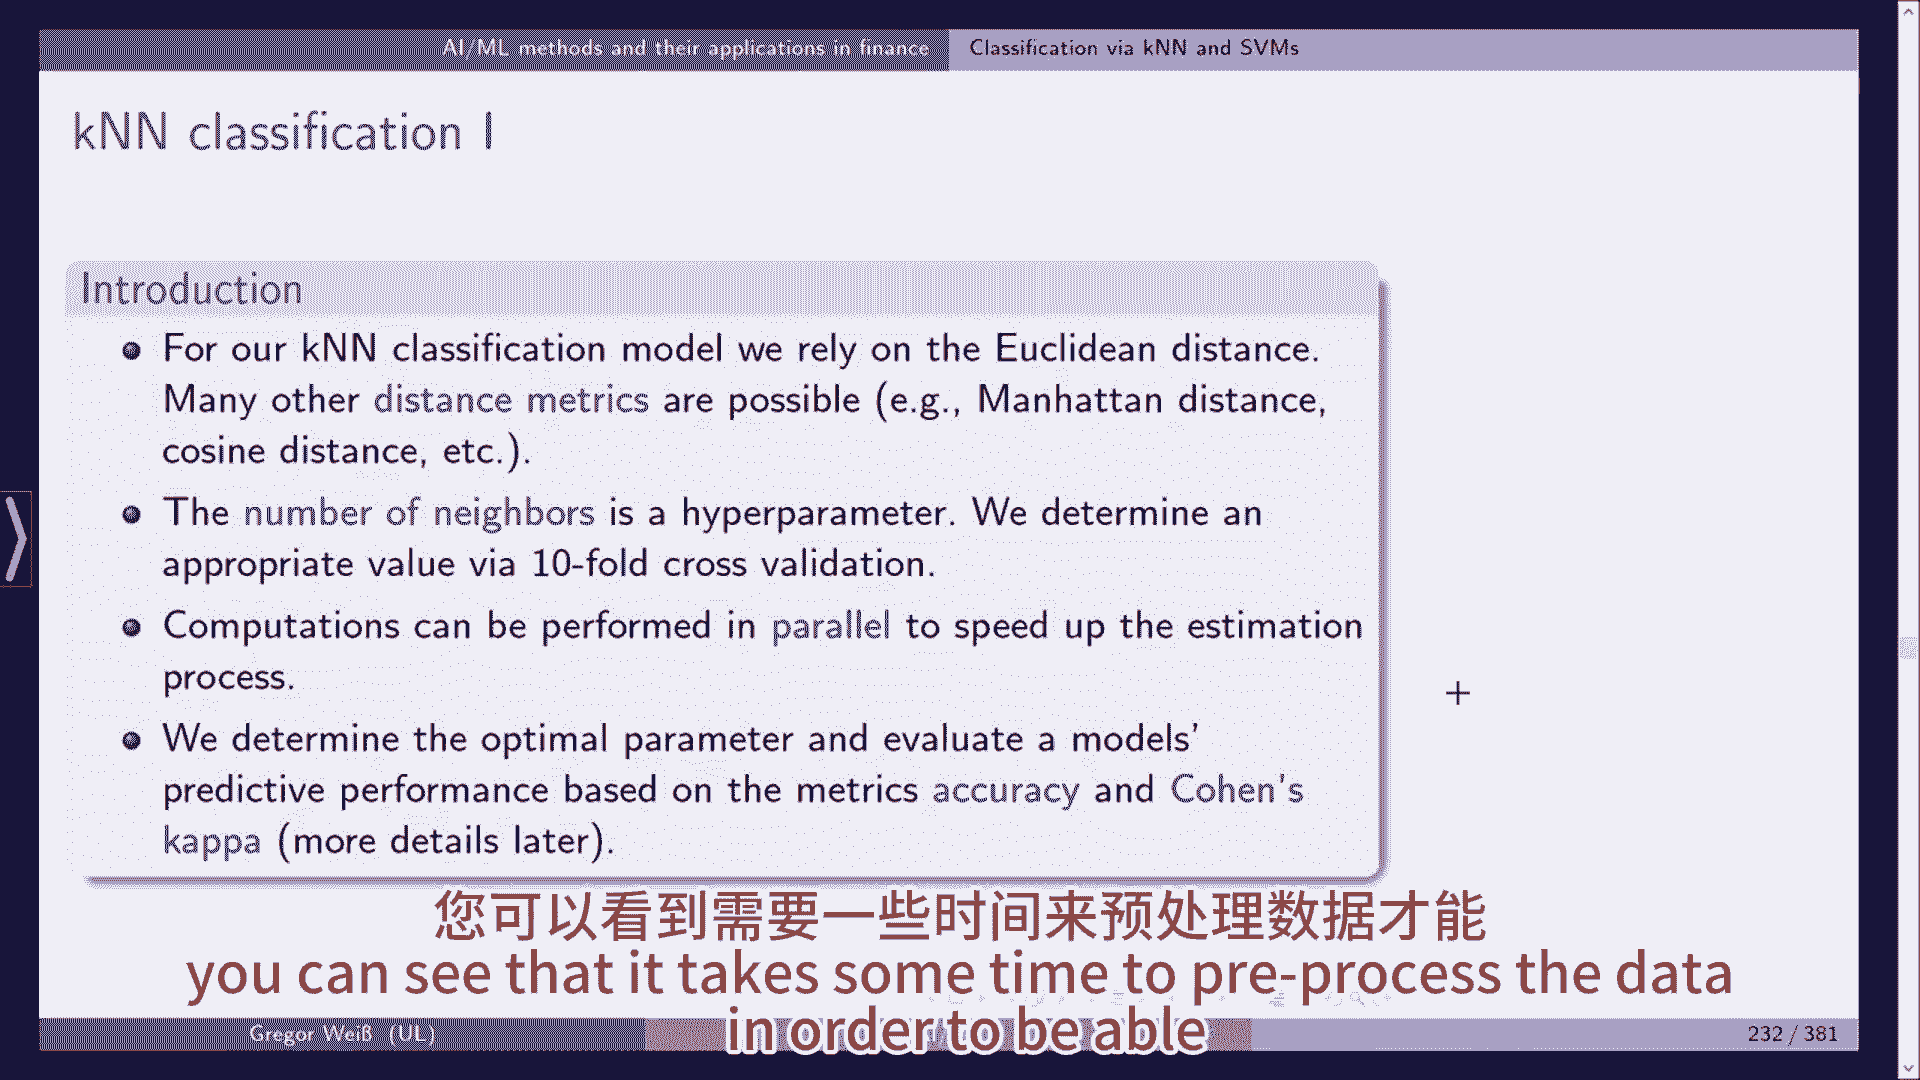 AI/ML methods and their applications in finance
Classification via kNN and SVMs
kNN classification I
Introduction
For our kNN classification model we rely on the Euclidean distance.
Many other distance metrics are possible (e.g., Manhattan distance,
cosine distance, etc.).
The number of neighbors is a hyperparameter. We determine an
appropriate value via 10-fold cross validation.
Computations can be performed in parallel to speed up the estimation
process.
We determine the optimal parameter and evaluate a models'
predictive performance based on the metrics accuracy and Cohen's
kappa (more details later).
您可以看到需要一些时间来预处理数据才能
you can see that it takes some time to pre-process the data
in order to be able
Gregor Weiß (UL)
232 / 381